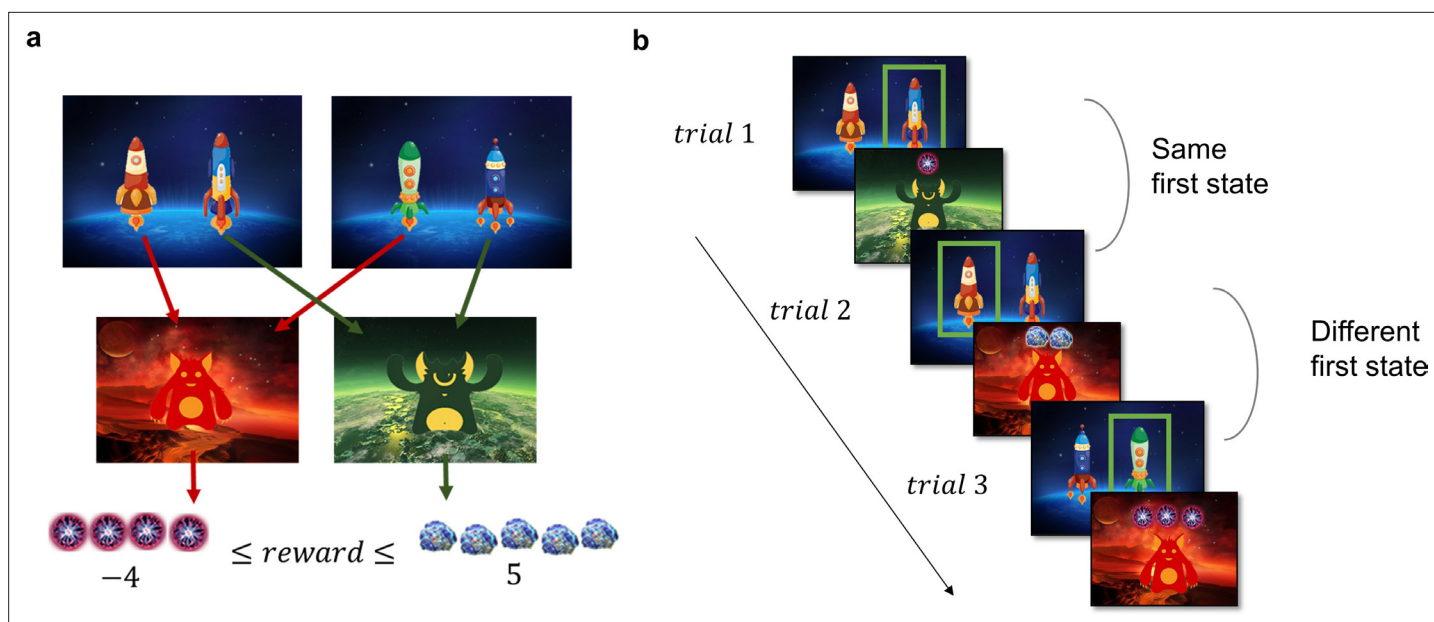 a
−4
≤ reward ≤
5
b
trial 1
Same
first state
trial 2
Different
first state
trial 3